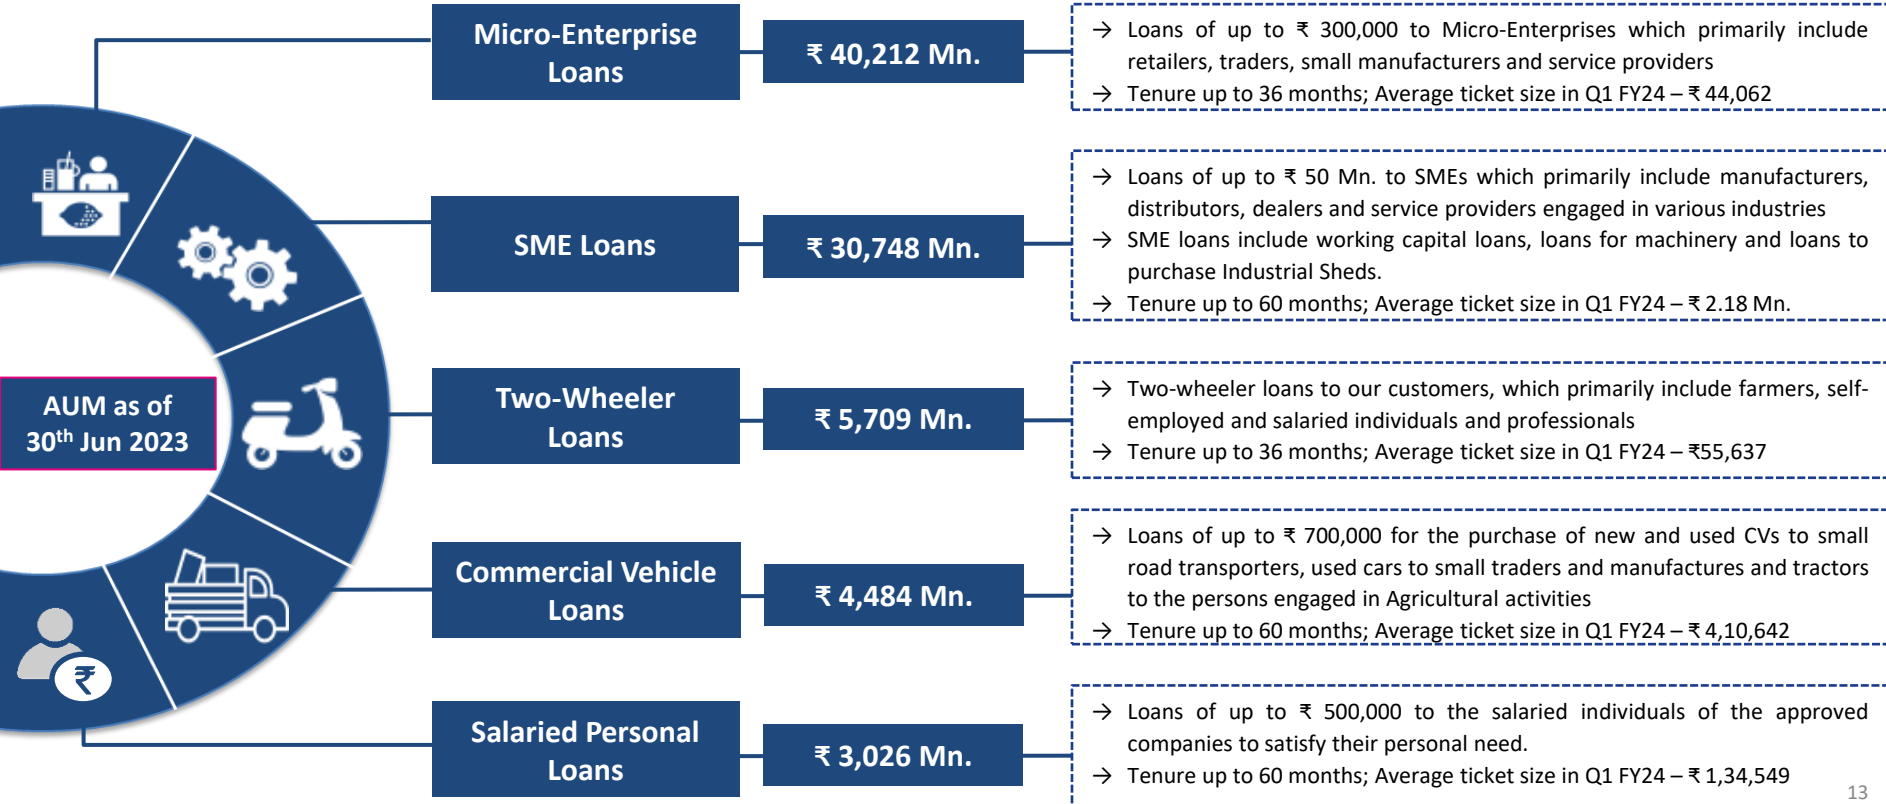 AUM as of
30th Jun 2023
Micro-Enterprise
Loans
₹ 40,212 Mn.
→ Loans of up to ₹ 300,000 to Micro-Enterprises which primarily include
retailers, traders, small manufacturers and service providers
→ Tenure up to 36 months; Average ticket size in Q1 FY24 – ₹ 44,062
SME Loans
₹ 30,748 Mn.
→ Loans of up to ₹ 50 Mn. to SMEs which primarily include manufacturers,
distributors, dealers and service providers engaged in various industries
→ SME loans include working capital loans, loans for machinery and loans to
purchase Industrial Sheds.
→ Tenure up to 60 months; Average ticket size in Q1 FY24 – ₹ 2.18 Mn.
Two-Wheeler
Loans
₹ 5,709 Mn.
→ Two-wheeler loans to our customers, which primarily include farmers, self-
employed and salaried individuals and professionals
→ Tenure up to 36 months; Average ticket size in Q1 FY24 – ₹55,637
Commercial Vehicle
Loans
₹ 4,484 Mn.
→ Loans of up to ₹ 700,000 for the purchase of new and used CVs to small
road transporters, used cars to small traders and manufactures and tractors
to the persons engaged in Agricultural activities
→ Tenure up to 60 months; Average ticket size in Q1 FY24 – ₹ 4,10,642
₹
Salaried Personal
Loans
₹ 3,026 Mn.
→ Loans of up to ₹ 500,000 to the salaried individuals of the approved
companies to satisfy their personal need.
→ Tenure up to 60 months; Average ticket size in Q1 FY24 – ₹ 1,34,549
13